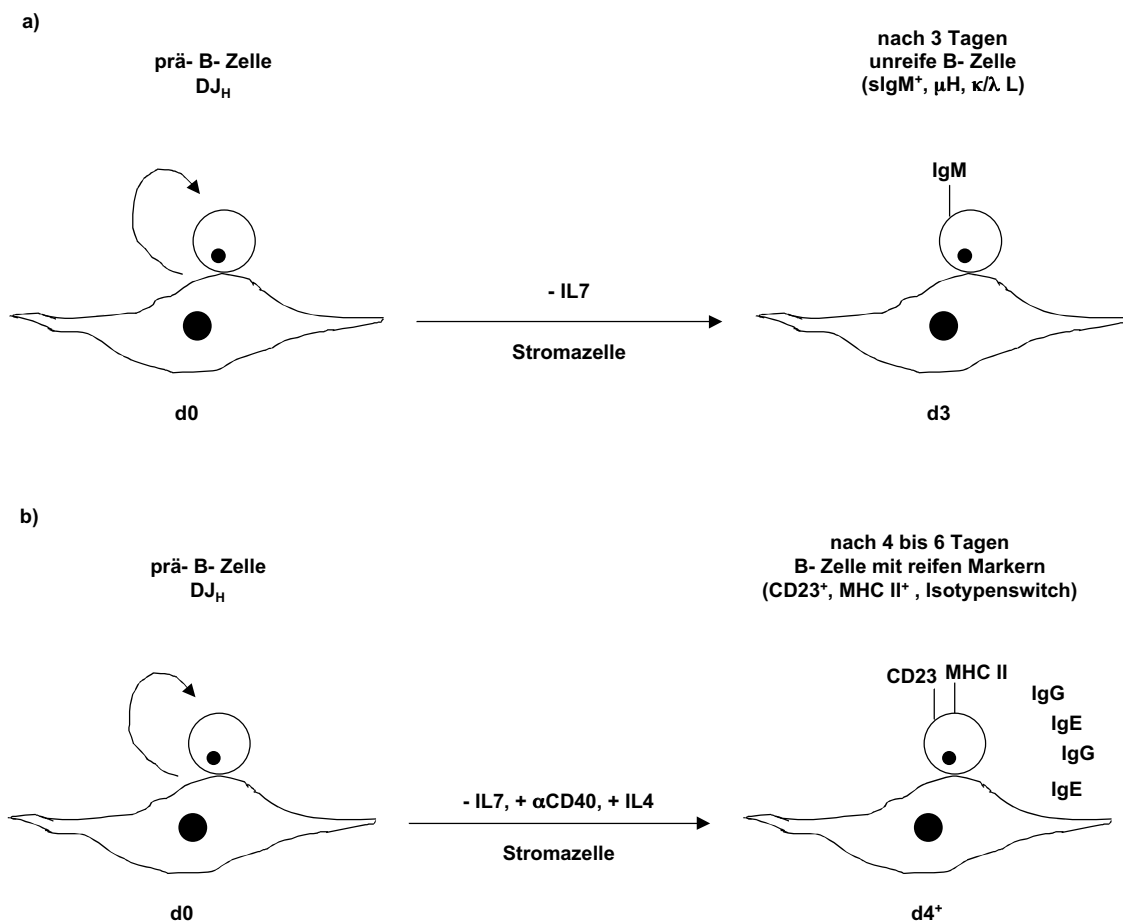 a)
prä- B- Zelle
DJH
nach 3 Tagen
unreife B- Zelle
(sIgM⁺, µH, κ/λ L)
IgM
- IL7
Stromazelle
d0
d3
b)
prä- B- Zelle
DJH
nach 4 bis 6 Tagen
B- Zelle mit reifen Markern
(CD23⁺, MHC II⁺ , Isotypenswitch)
CD23
MHC II
IgG
IgE
IgG
IgE
- IL7, + αCD40, + IL4
Stromazelle
d0
d4⁺